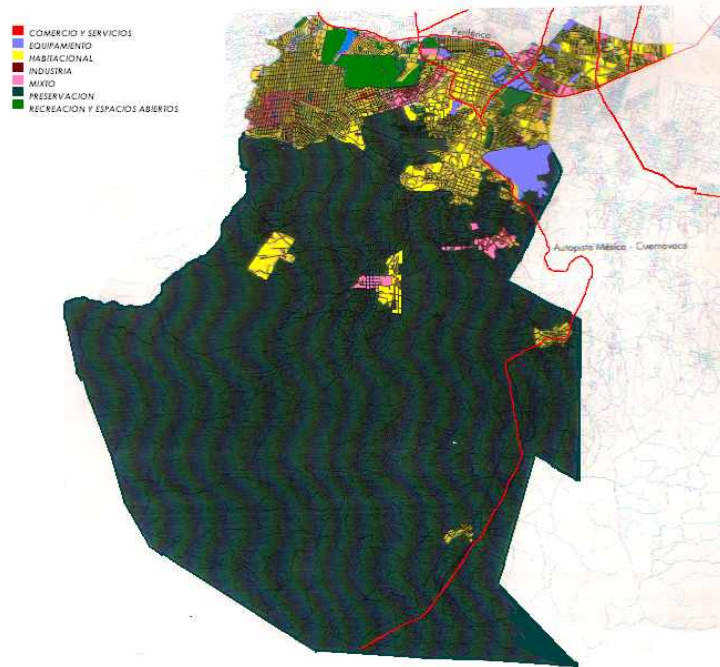 COMERCIO Y SERVICIOS
EQUIPAMIENTO
HABITACIONAL
INDUSTRIA
MIXTO
PRESERVACION
RECREACION Y ESPACIOS ABIERTOS
Periférico
Autopista México - Cuernavaca